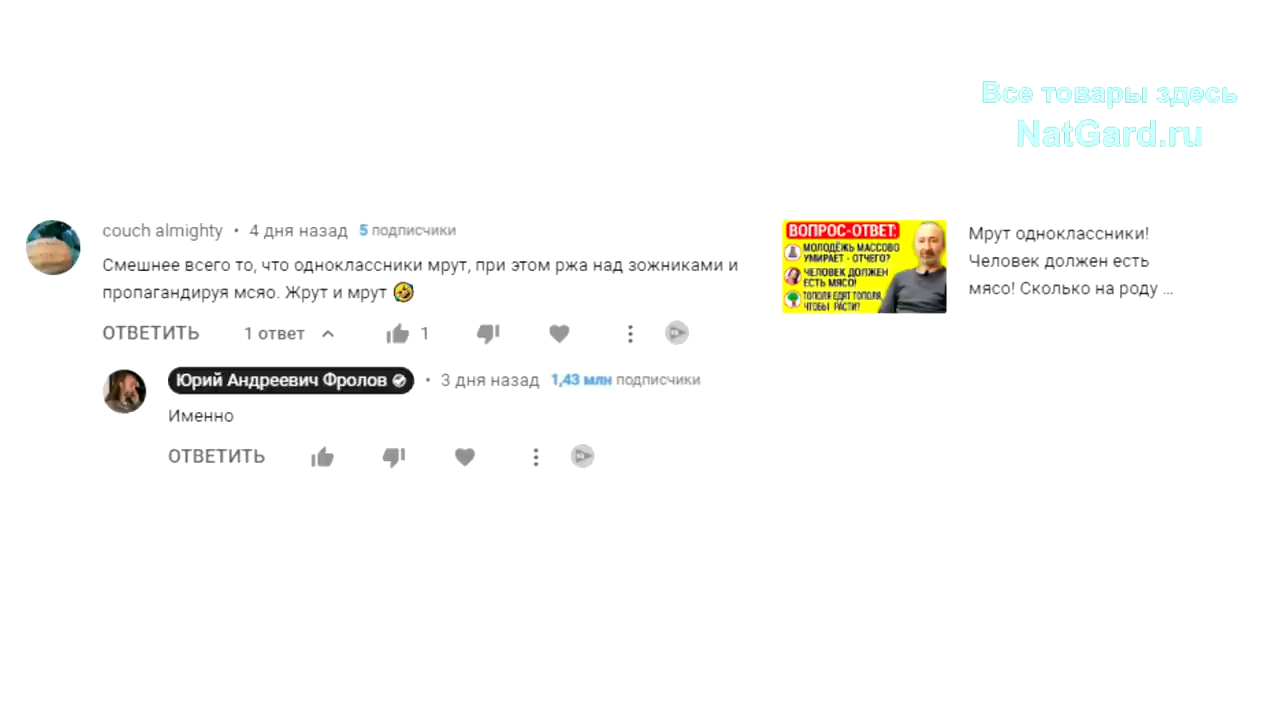 Все товары здесь
NatGard.ru
couch almighty • 4 дня назад 5 подписчики
Смешнее всего то, что одноклассники мрут, при этом ржа над зожниками и
пропагандируя мсяо. Жрут и мрут 🤣
ОТВЕТИТЬ 1 ответ 1
Юрий Андреевич Фролов • 3 дня назад 1,43 млн подписчики
Именно
ОТВЕТИТЬ
ВОПРОС-ОТВЕТ:
МОЛОДЁЖЬ МАССОВО
УМИРАЕТ - ОТЧЕГО?
ЧЕЛОВЕК ДОЛЖЕН
ЕСТЬ МЯСО!
ТОПОЛЯ ЕДЯТ ТОПОЛЯ,
ЧТОБЫ РАСТИ?
Мрут одноклассники!
Человек должен есть
мясо! Сколько на роду ...